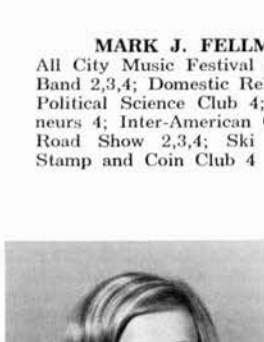 MARK J. FELLM
All City Music Festival
Band 2,3,4; Domestic Rel
Political Science Club 4;
neurs 4; Inter-American
Road Show 2,3,4; Ski
Stamp and Coin Club 4